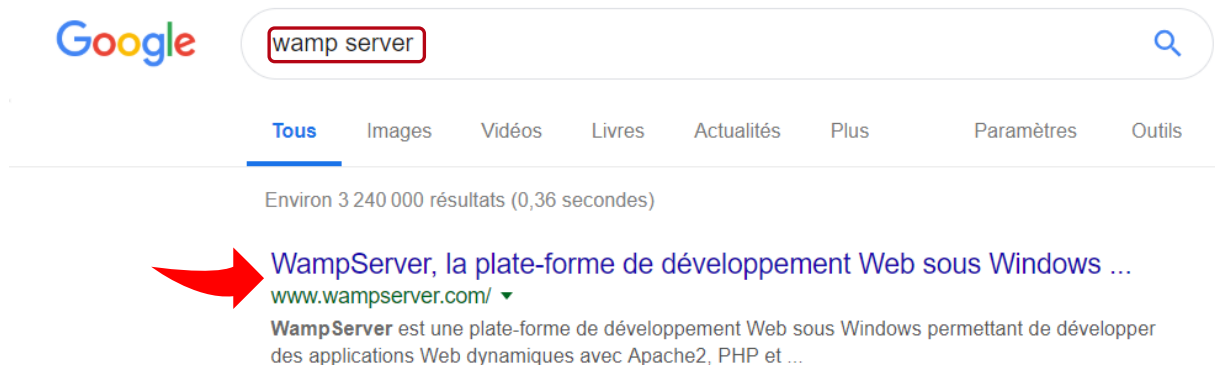 Google
wamp server
Tous Images Vidéos Livres Actualités Plus Paramètres Outils
Environ 3 240 000 résultats (0,36 secondes)
WampServer, la plate-forme de développement Web sous Windows ...
www.wampserver.com/
WampServer est une plate-forme de développement Web sous Windows permettant de développer
des applications Web dynamiques avec Apache2, PHP et ...